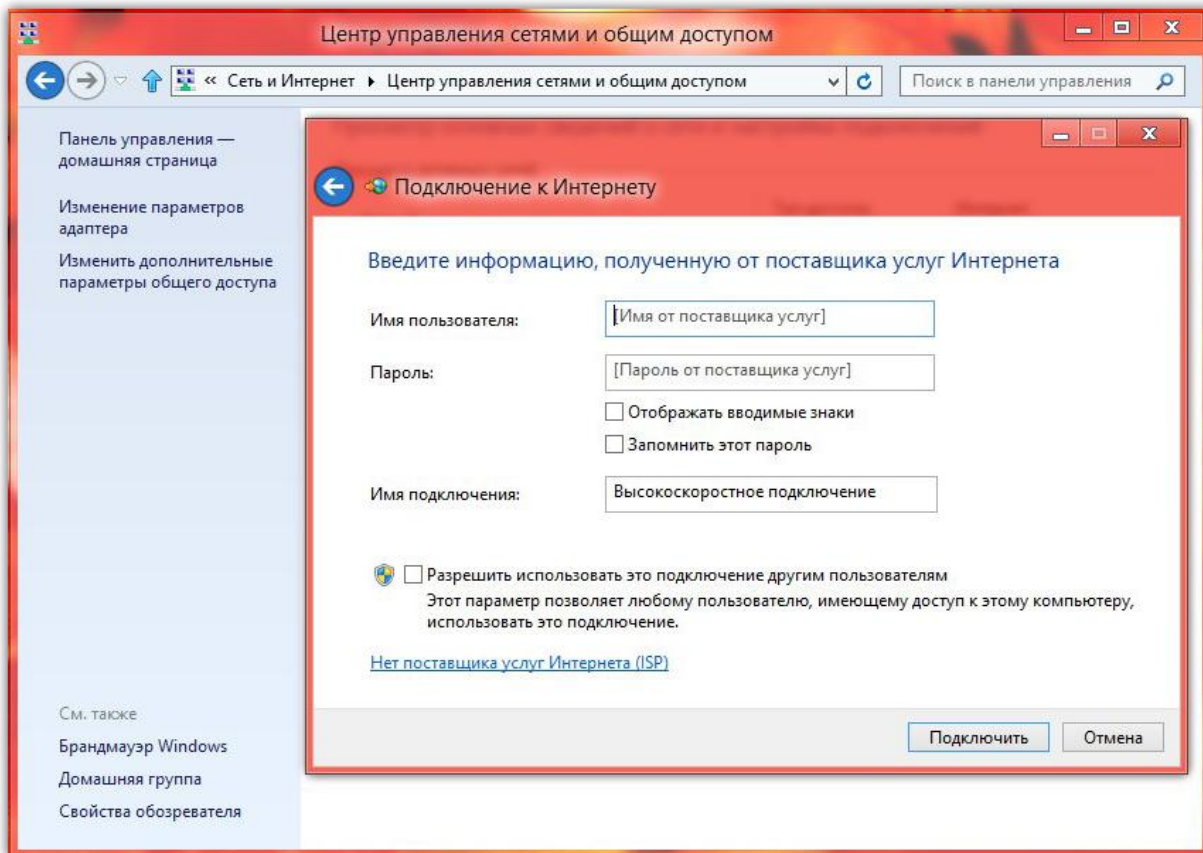 Центр управления сетями и общим доступом
« Сеть и Интернет Центр управления сетями и общим доступом
Поиск в панели управления
Панель управления —
домашняя страница
Изменение параметров
адаптера
Изменить дополнительные
параметры общего доступа
См. также
Брандмауэр Windows
Домашняя группа
Свойства обозревателя
Подключение к Интернету
Введите информацию, полученную от поставщика услуг Интернета
Имя пользователя: [Имя от поставщика услуг]
Пароль: [Пароль от поставщика услуг]
Отображать вводимые знаки
Запомнить этот пароль
Имя подключения: Высокоскоростное подключение
Разрешить использовать это подключение другим пользователям
Этот параметр позволяет любому пользователю, имеющему доступ к этому компьютеру,
использовать это подключение.
Нет поставщика услуг Интернета (ISP)
Подключить Отмена